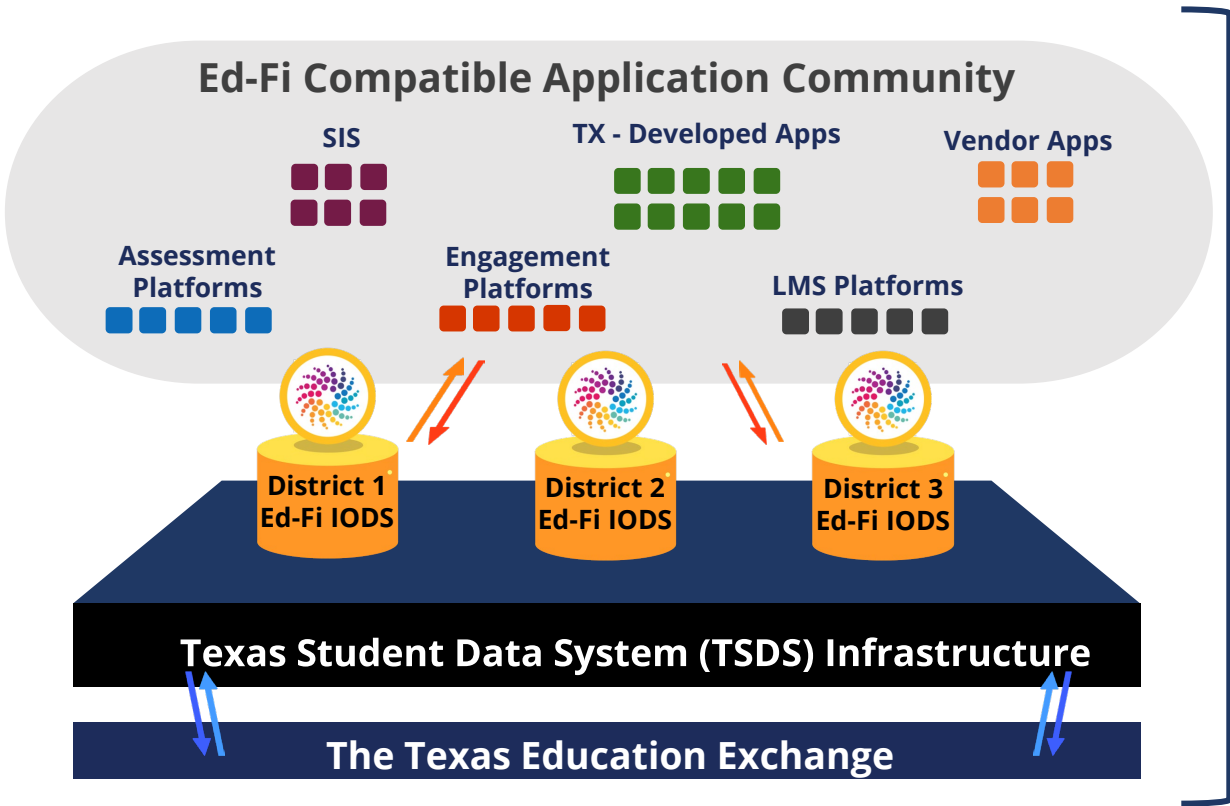 Ed-Fi Compatible Application Community
SIS
TX - Developed Apps
Vendor Apps
Assessment
Platforms
Engagement
Platforms
LMS Platforms
District 1
Ed-Fi IODS
District 2
Ed-Fi IODS
District 3
Ed-Fi IODS
Texas Student Data System (TSDS) Infrastructure
The Texas Education Exchange